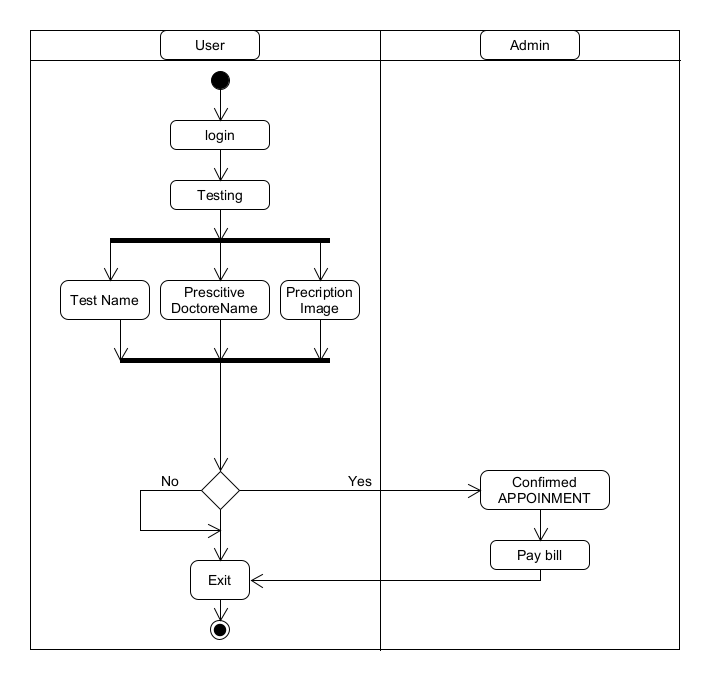 User
Admin
login
Testing
Test Name
Prescitive
DoctoreName
Precription
Image
No
Yes
Confirmed
APPOINMENT
Pay bill
Exit